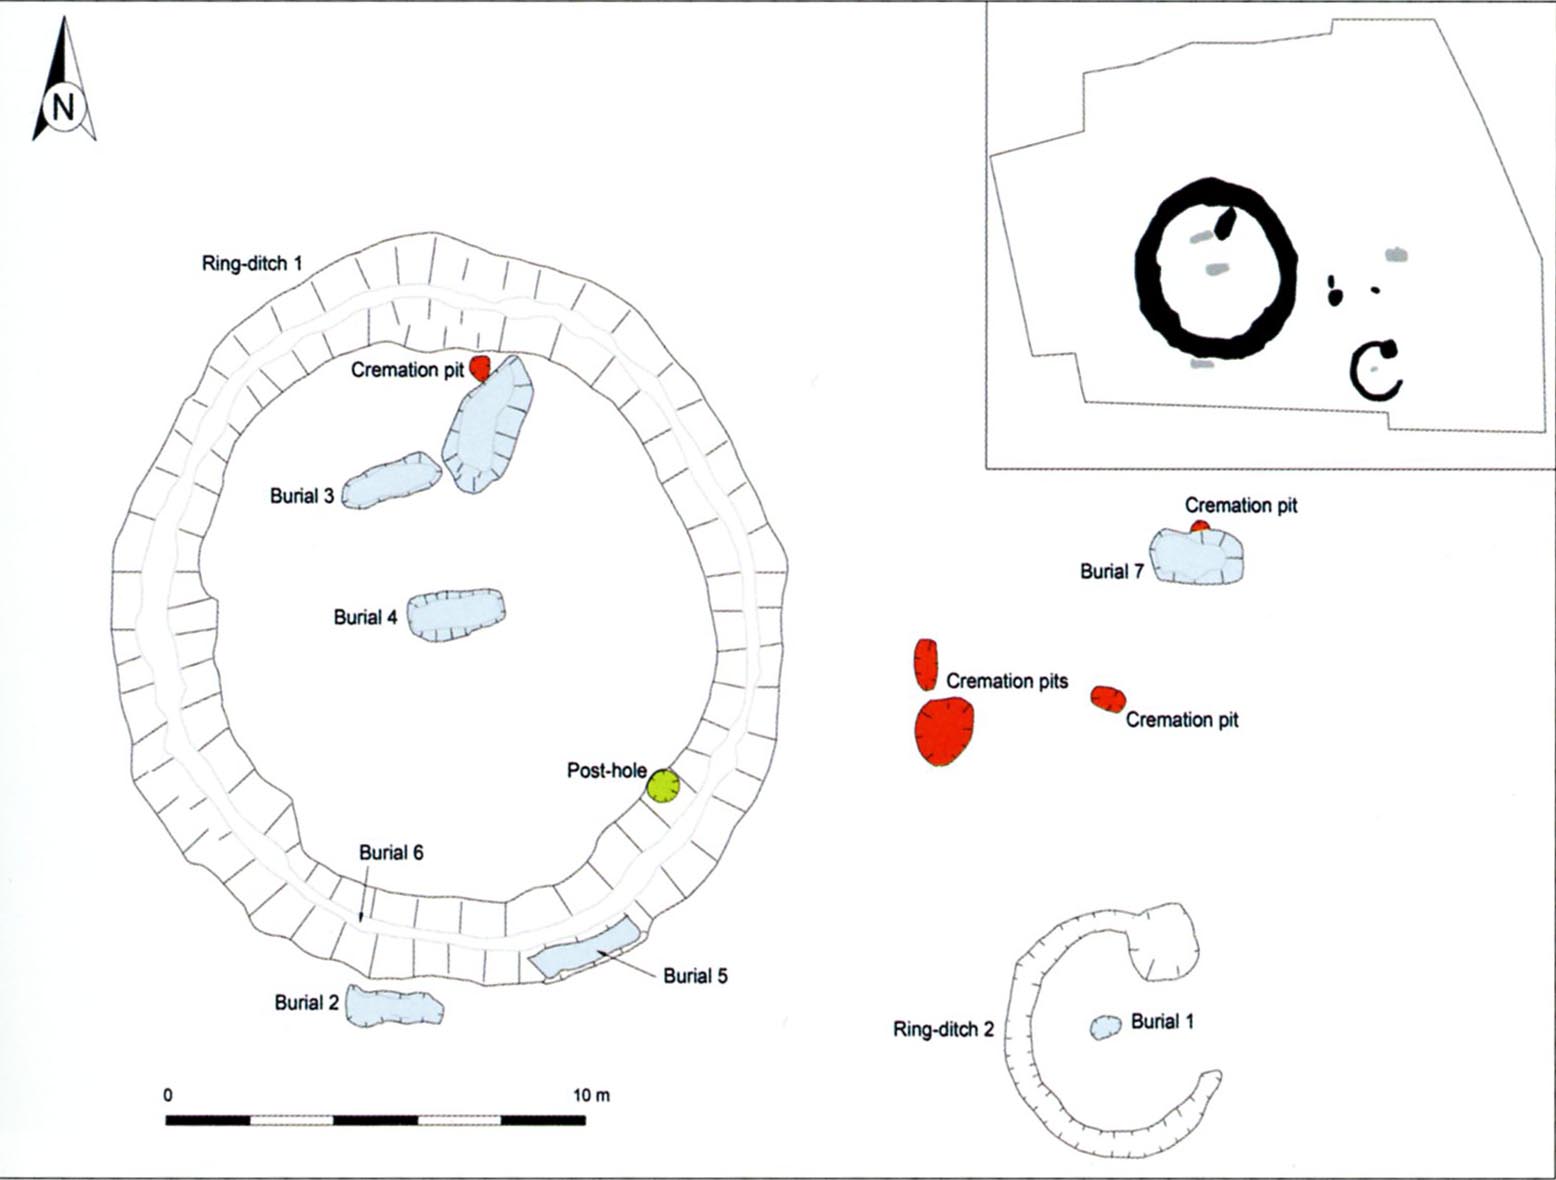 N
Ring-ditch 1
Cremation pit
Burial 3
Burial 4
Post-hole
Burial 6
Burial 5
Burial 2
0 10 m
Cremation pit
Burial 7
Cremation pits
Cremation pit
Ring-ditch 2
Burial 1